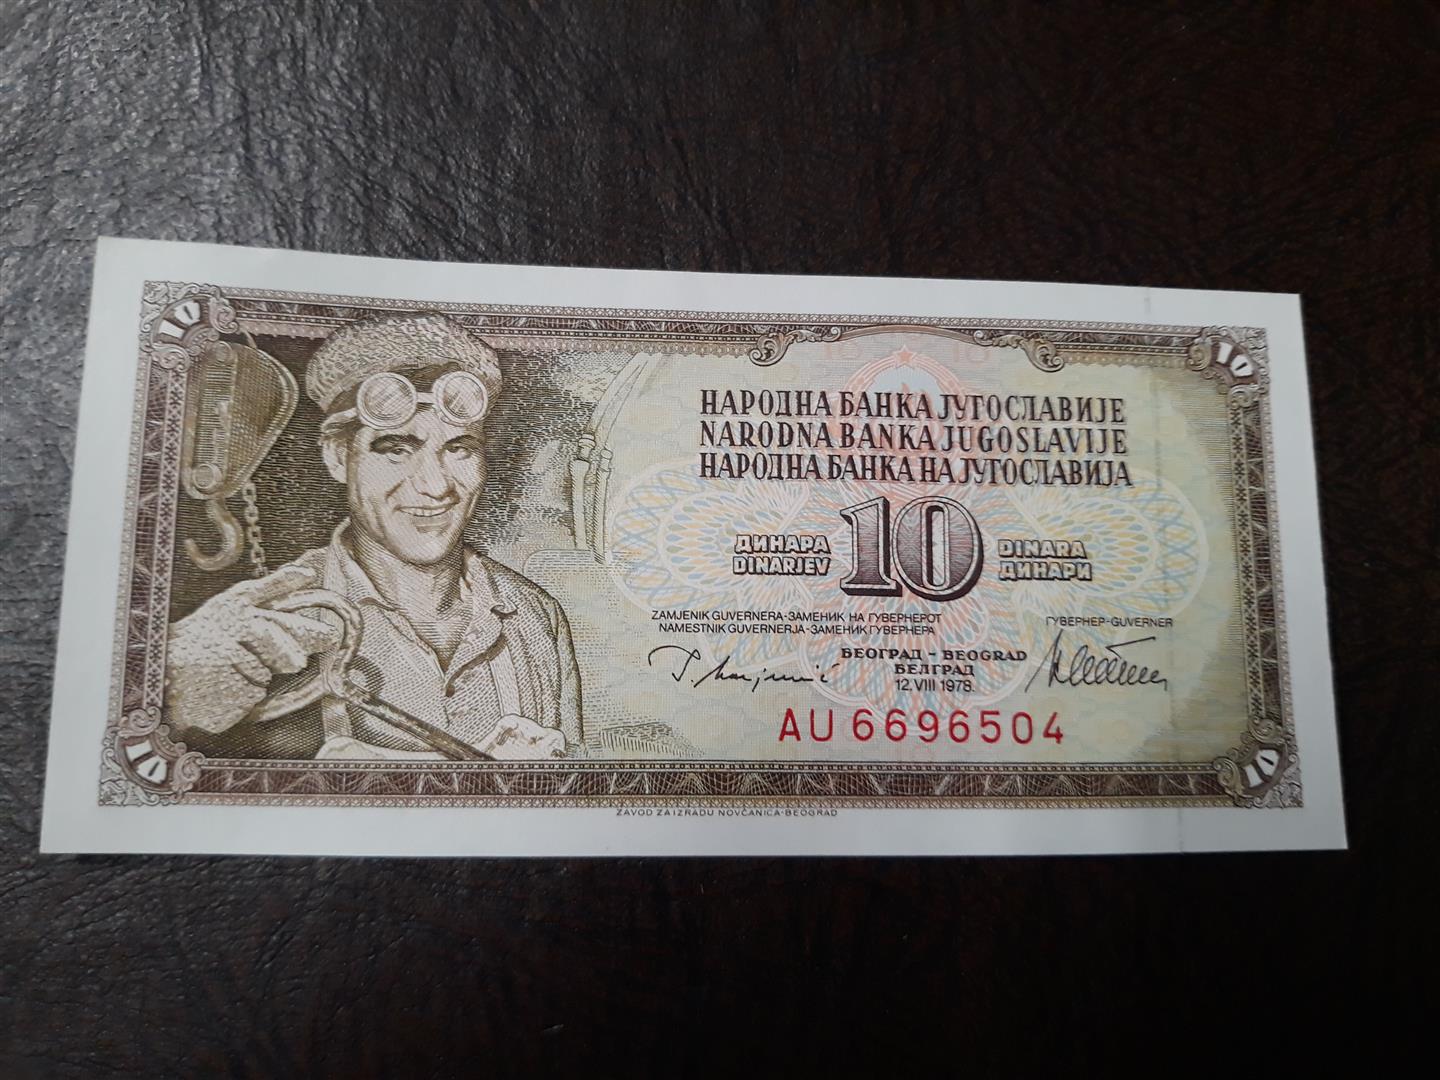 10
10
НАРОДНА БАНКА ЈУГОСЛАВИЈЕ
NARODNA BANKA JUGOSLAVIJE
НАРОДНА БАНКА НА ЈУГОСЛАВИЈА
ДИНАРА 10 DINARA
DINARJEV ДИНАРИ
ZAMJENIK GUVERNERA-ЗАМЕНИК НА ГУВЕРНЕРОТ ГУВЕРНЕР-GUVERNER
NAMESTNIK GUVERNERJA-ЗАМЕНИК ГУВЕРНЕРА
БЕОГРАД - BEOGRAD
БЕЛГРАД
12.VIII 1978.
AU 6696504
10
10
ZAVOD ZA IZRADU NOVČANICA-BEOGRAD